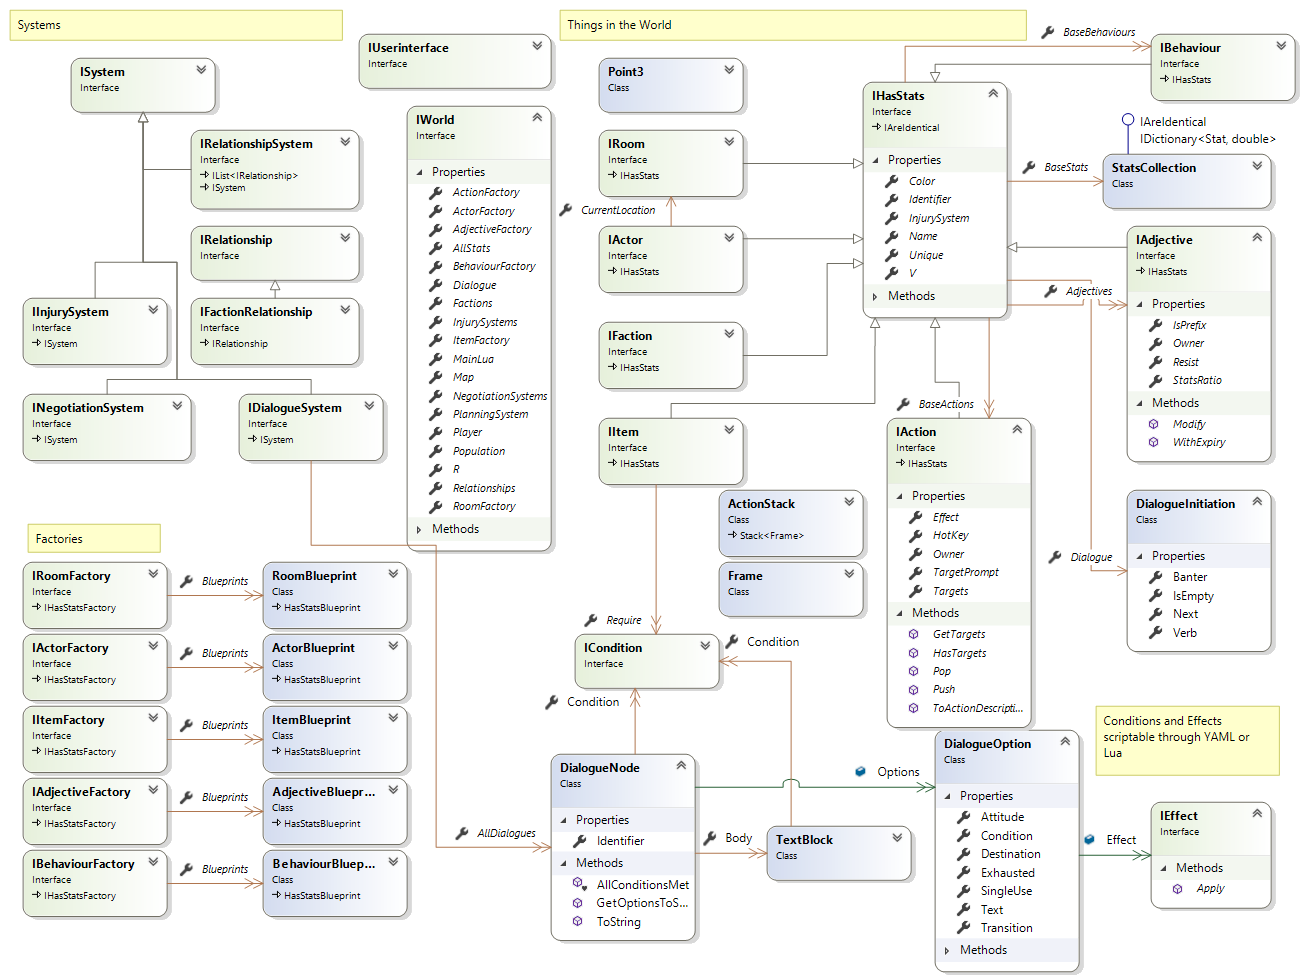 Systems
Things in the World
ISystem
Interface
IRelationshipSystem
Interface
IList<IRelationship>
ISystem
IRelationship
Interface
IInjurySystem
Interface
ISystem
IFactionRelationship
Interface
IRelationship
INegotiationSystem
Interface
ISystem
IDialogueSystem
Interface
ISystem
IUserinterface
Interface
IWorld
Interface
Properties
ActionFactory
ActorFactory
AdjectiveFactory
AllStats
BehaviourFactory
Dialogue
Factions
InjurySystems
ItemFactory
MainLua
Map
NegotiationSystems
PlanningSystem
Player
Population
R
Relationships
RoomFactory
Methods
Point3
Class
IRoom
Interface
IHasStats
CurrentLocation
IActor
Interface
IHasStats
IFaction
Interface
IHasStats
IItem
Interface
IHasStats
IHasStats
Interface
IAreIdentical
Properties
Color
Identifier
InjurySystem
Name
Unique
V
Methods
BaseBehaviours
IBehaviour
Interface
IHasStats
IAreIdentical
IDictionary<Stat, double>
BaseStats
StatsCollection
Class
IAdjective
Interface
IHasStats
Properties
IsPrefix
Owner
Resist
StatsRatio
Methods
Modify
WithExpiry
Adjectives
BaseActions
IAction
Interface
IHasStats
Properties
Effect
HotKey
Owner
TargetPrompt
Targets
Methods
GetTargets
HasTargets
Pop
Push
ToActionDescripti...
ActionStack
Class
Stack<Frame>
Frame
Class
DialogueInitiation
Class
Properties
Banter
IsEmpty
Next
Verb
Dialogue
Factories
IRoomFactory
Interface
IHasStatsFactory
Blueprints
RoomBlueprint
Class
HasStatsBlueprint
IActorFactory
Interface
IHasStatsFactory
Blueprints
ActorBlueprint
Class
HasStatsBlueprint
IItemFactory
Interface
IHasStatsFactory
Blueprints
ItemBlueprint
Class
HasStatsBlueprint
IAdjectiveFactory
Interface
IHasStatsFactory
Blueprints
AdjectiveBluepr...
Class
HasStatsBlueprint
IBehaviourFactory
Interface
IHasStatsFactory
Blueprints
BehaviourBluep...
Class
HasStatsBlueprint
Require
ICondition
Interface
Condition
Condition
AllDialogues
DialogueNode
Class
Properties
Identifier
Methods
AllConditionsMet
GetOptionsToS...
ToString
Body
TextBlock
Class
Options
DialogueOption
Class
Properties
Attitude
Condition
Destination
Exhausted
SingleUse
Text
Transition
Methods
Conditions and Effects
scriptable through YAML or
Lua
Effect
IEffect
Interface
Methods
Apply